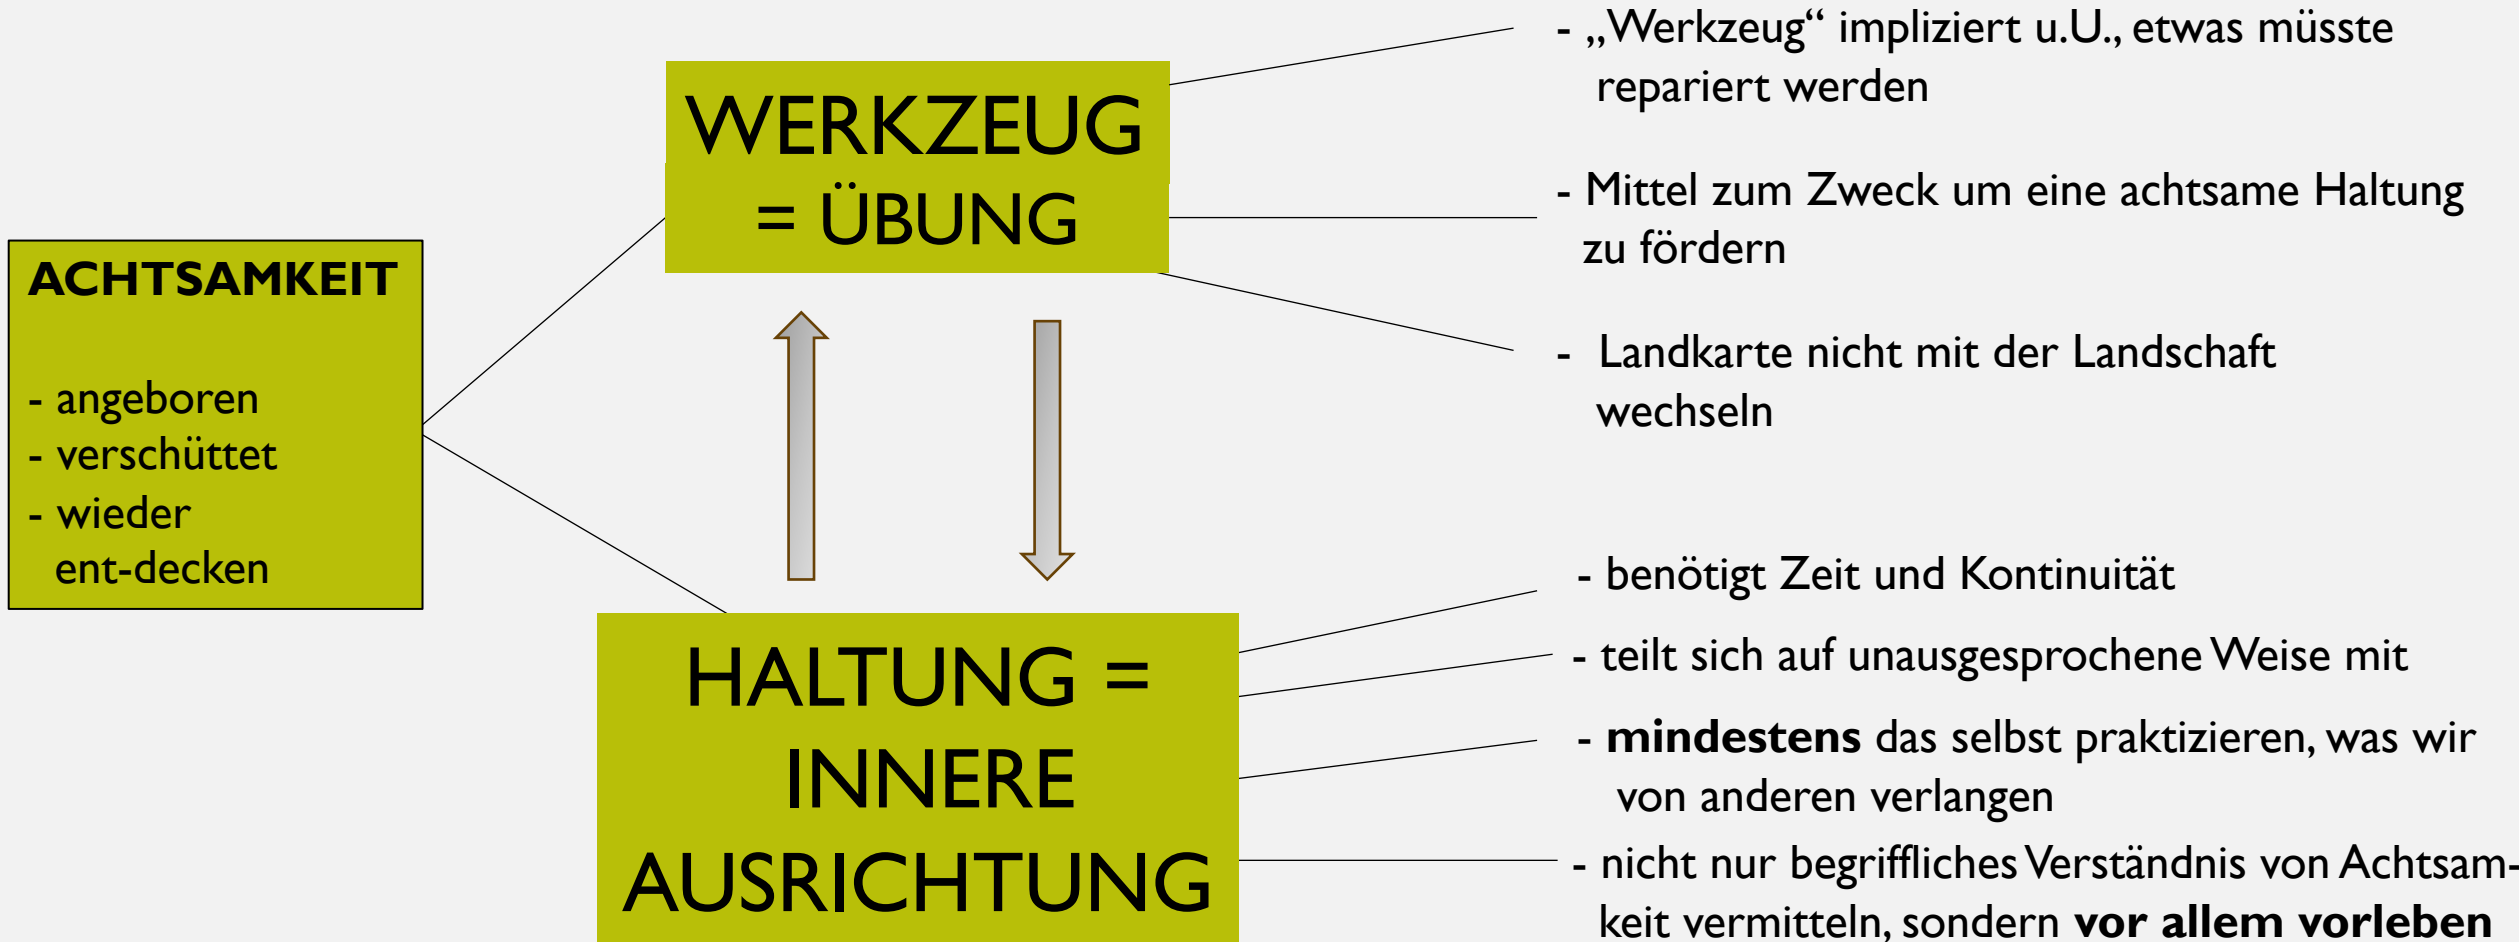 ACHTSAMKEIT
- angeboren
- verschüttet
- wieder
ent-decken
WERKZEUG
= ÜBUNG
- „Werkzeug“ impliziert u.U., etwas müsste
repariert werden
- Mittel zum Zweck um eine achtsame Haltung
zu fördern
- Landkarte nicht mit der Landschaft
wechseln
HALTUNG =
INNERE
AUSRICHTUNG
- benötigt Zeit und Kontinuität
- teilt sich auf unausgesprochene Weise mit
- mindestens das selbst praktizieren, was wir
von anderen verlangen
- nicht nur begriffliches Verständnis von Achtsam-
keit vermitteln, sondern vor allem vorleben